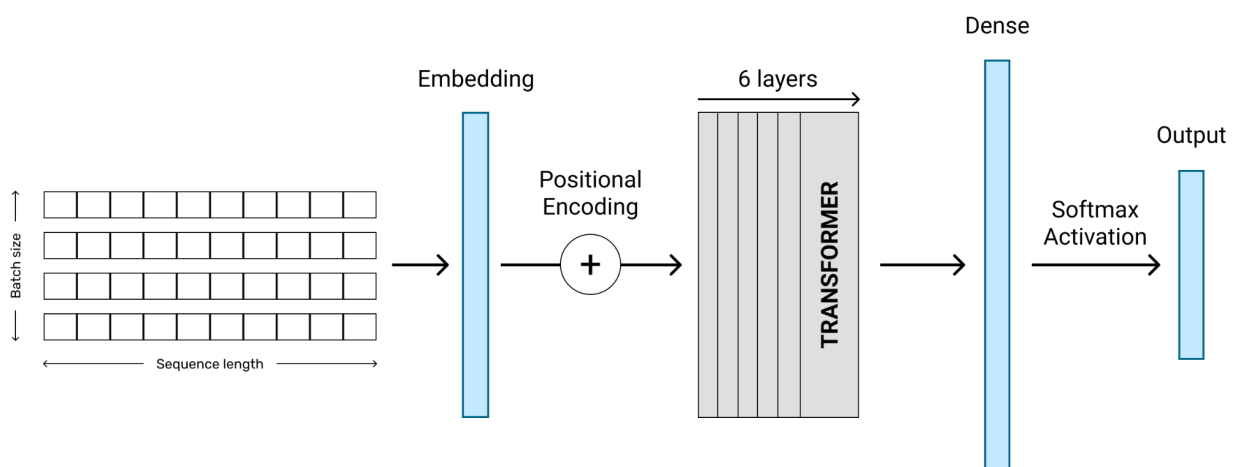 Batch size
Sequence length
Embedding
Positional
Encoding
+
6 layers
TRANSFORMER
Dense
Softmax
Activation
Output